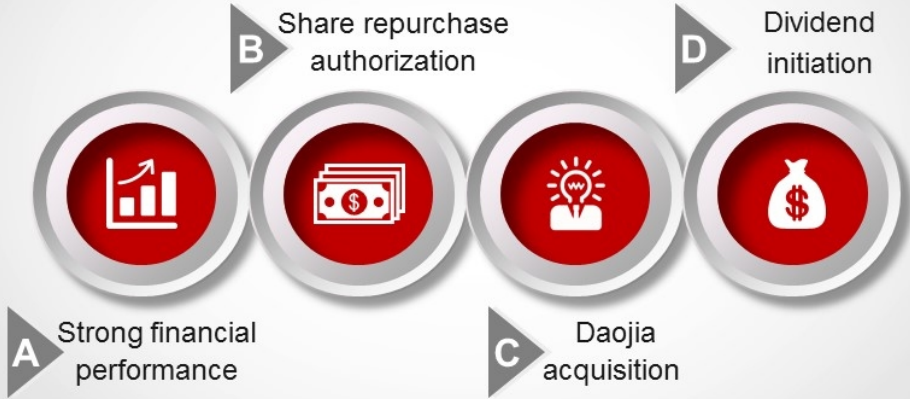 A
Strong financial
performance
B
Share repurchase
authorization
$
C
Daojia
acquisition
D
Dividend
initiation
$